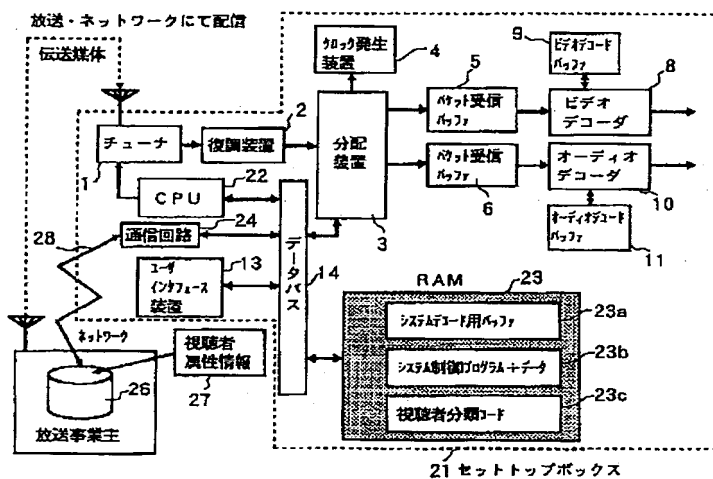 放送・ネットワークにて配信
伝送媒体
クロック発生
装置
4
9
ビデオデコード
バッファ
8
5
パケット受信
バッファ
ビデオ
デコーダ
チューナ
1
2
復調装置
分配
装置
3
パケット受信
バッファ
6
オーディオ
デコーダ
10
オーディオデコード
バッファ
11
CPU
22
24
通信回路
28
ユーザ
インタフェース
装置
13
データバス
14
ネットワーク
視聴者
属性情報
27
26
放送事業主
RAM
23
システムデコード用バッファ
23a
システム制御プログラム+データ
23b
視聴者分類コード
23c
21 セットトップボックス